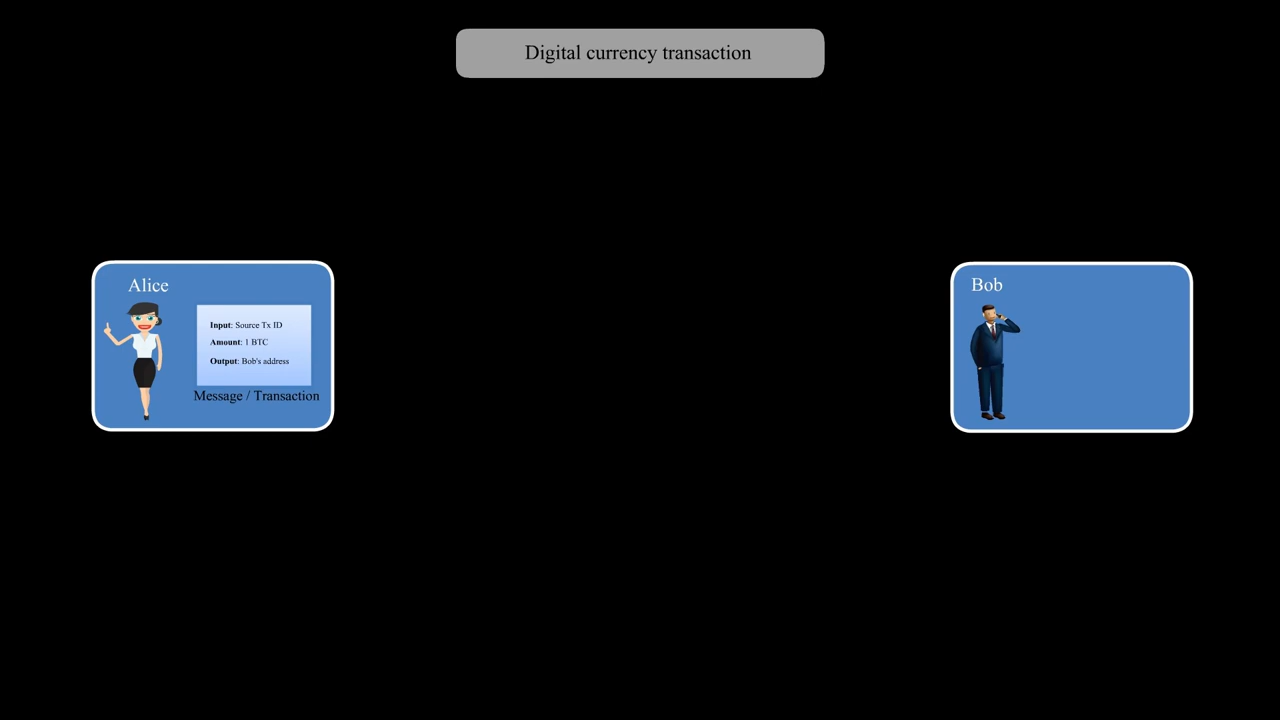 Digital currency transaction
Alice
Input: Source Tx ID
Amount: 1 BTC
Output: Bob's address
Message / Transaction
Bob